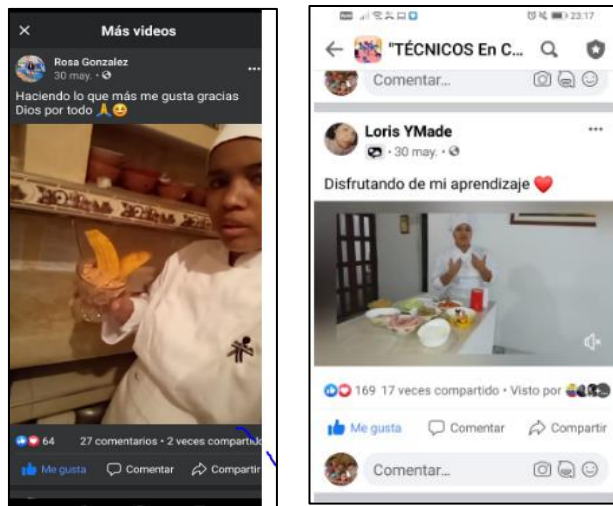 Más videos
Rosa Gonzalez
30 may.
Haciendo lo que más me gusta gracias
Dios por todo 🙏😊
64 27 comentarios • 2 veces compartido
Me gusta Comentar Compartir
23:17
"TÉCNICOS En C...
Comentar...
Loris YMade
30 may.
Disfrutando de mi aprendizaje ❤️
169 17 veces compartido • Visto por
Me gusta Comentar Compartir
Comentar...